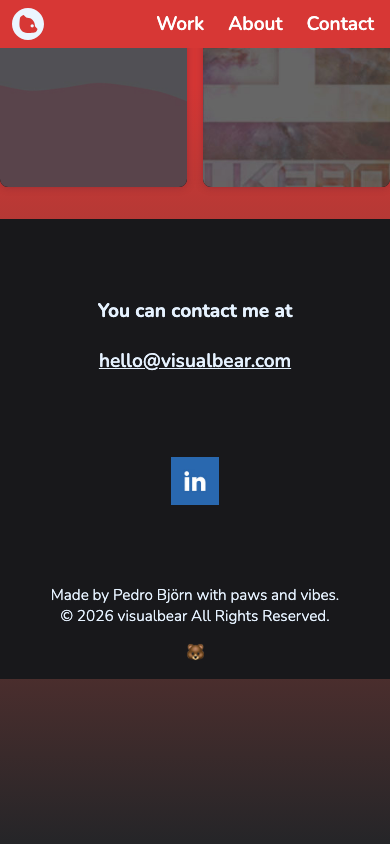 Work About Contact
You can contact me at
hello@visualbear.com
in
Made by Pedro Björn with paws and vibes.
© 2026 visualbear All Rights Reserved.